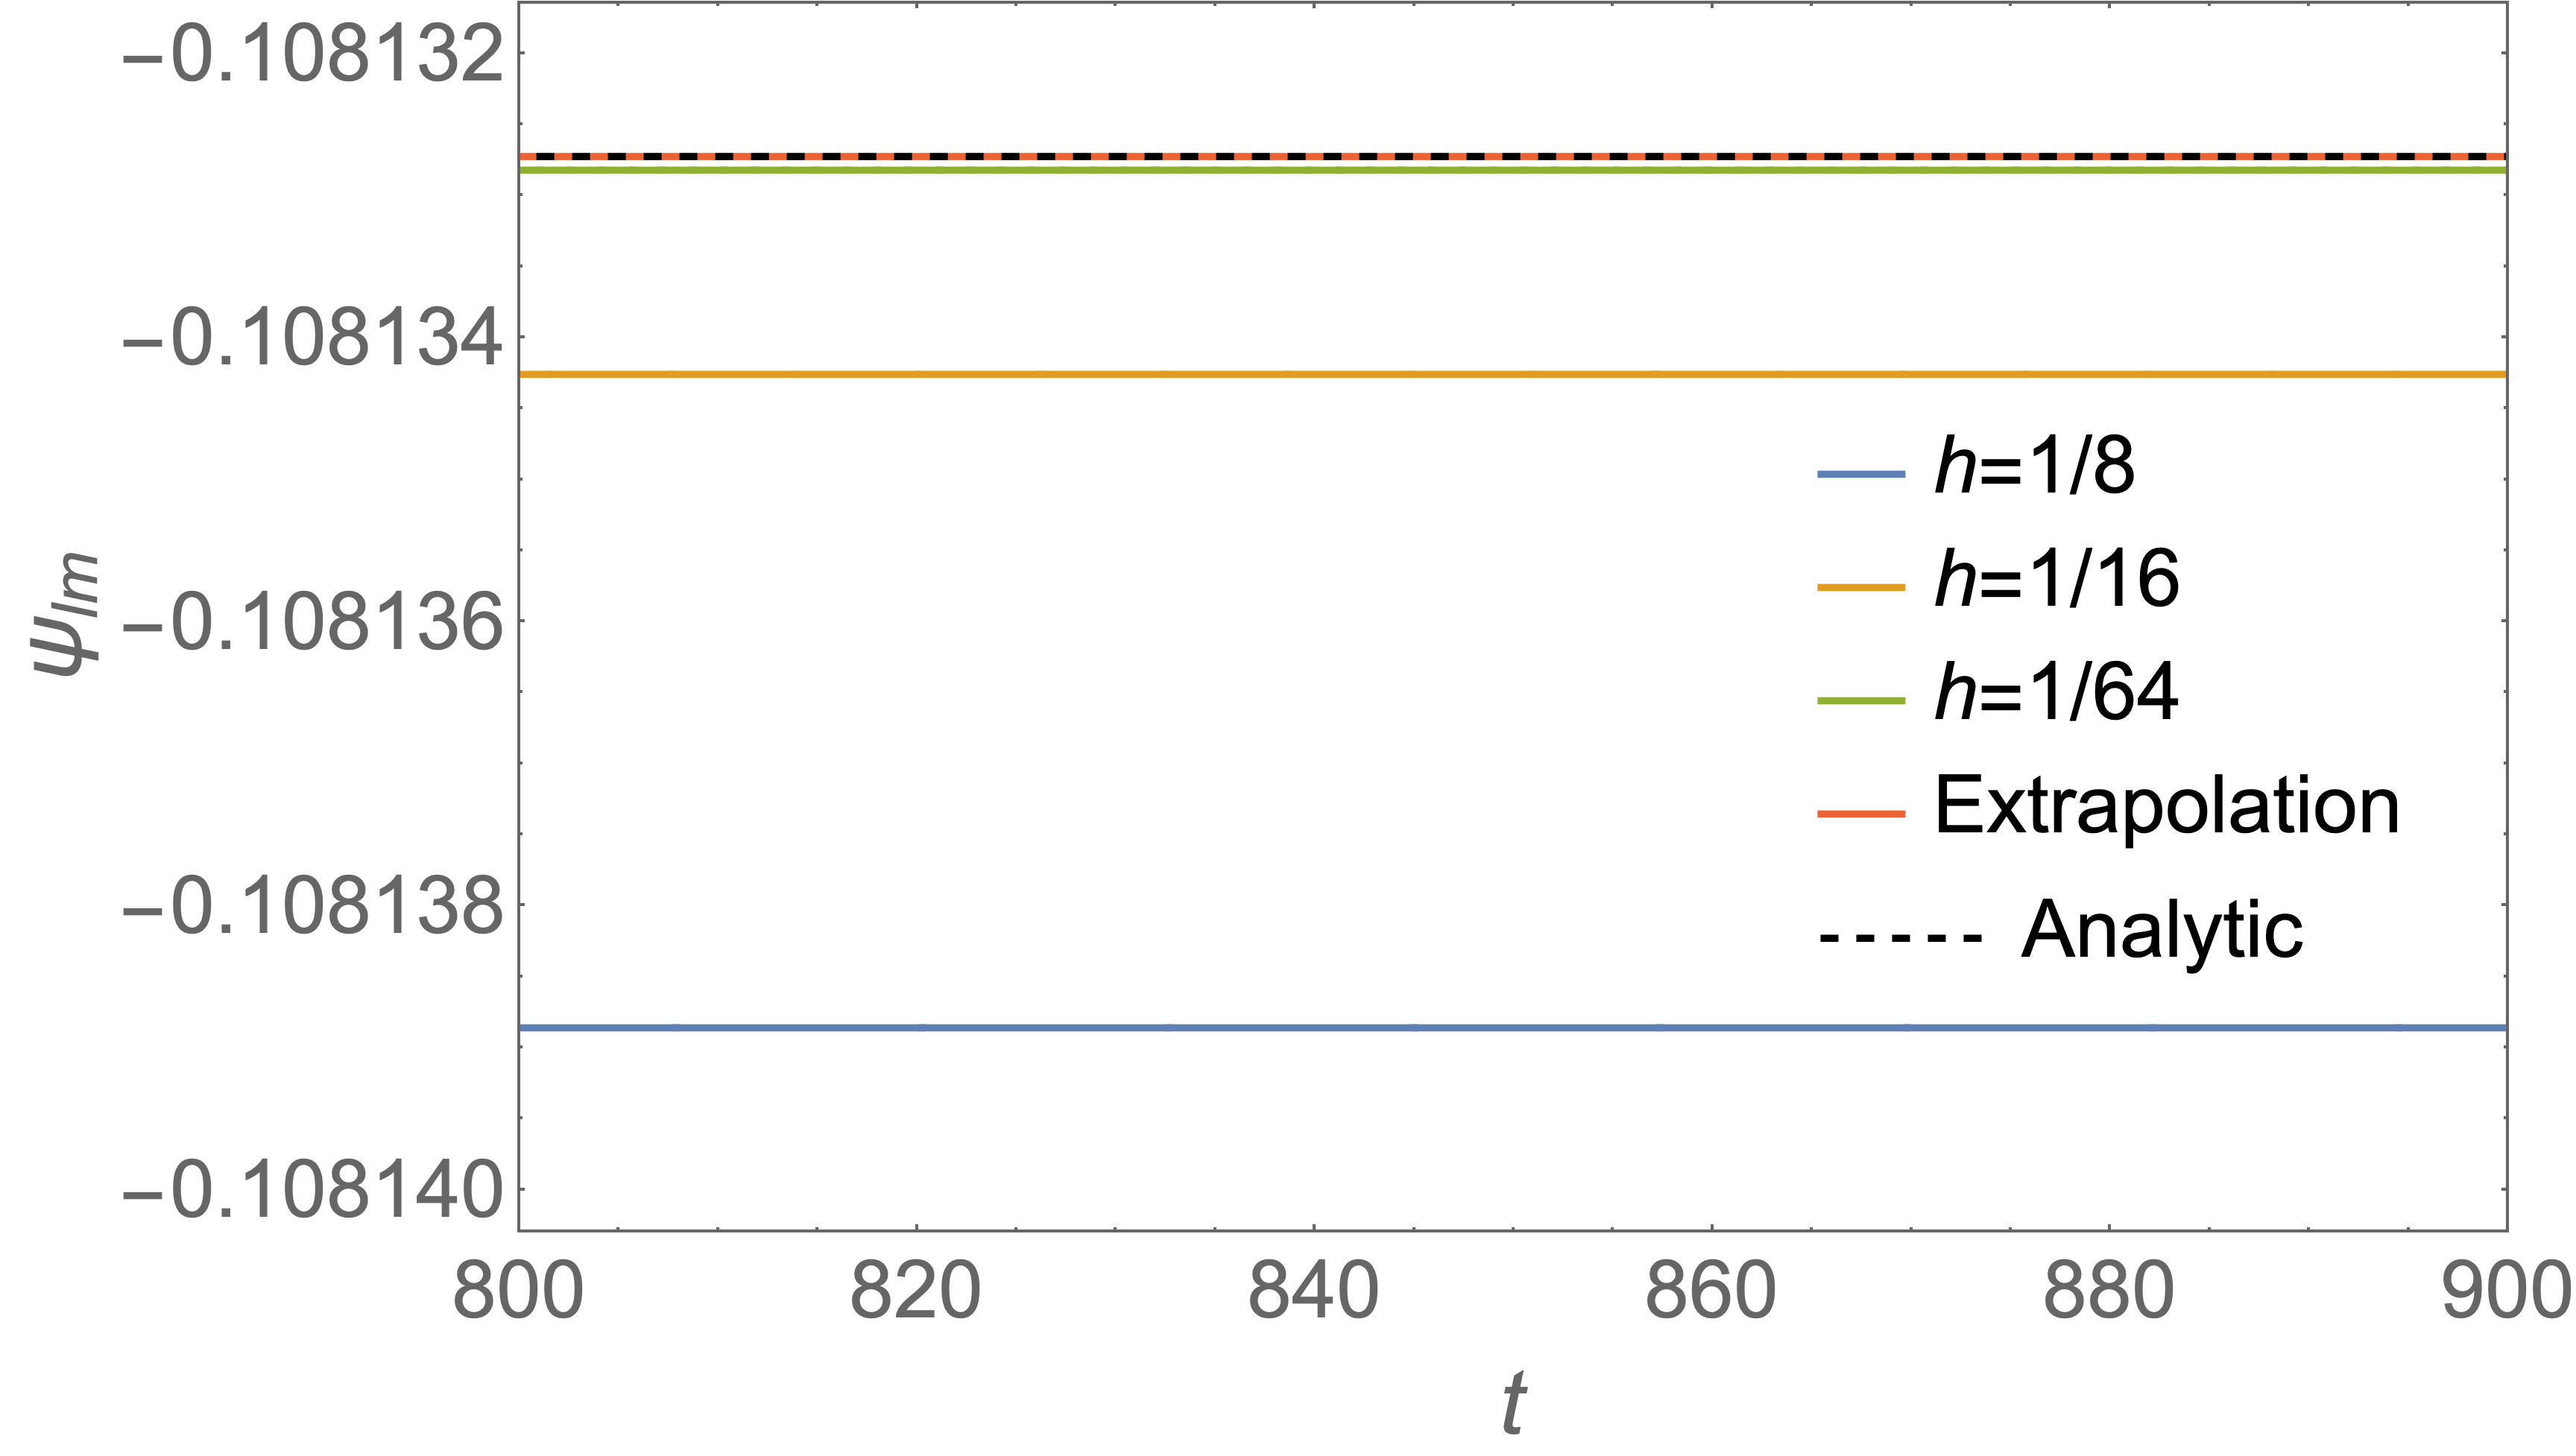 −0.108132
−0.108134
−0.108136
−0.108138
−0.108140
ψlm
h=1/8
h=1/16
h=1/64
Extrapolation
Analytic
800 820 840 860 880 900
t